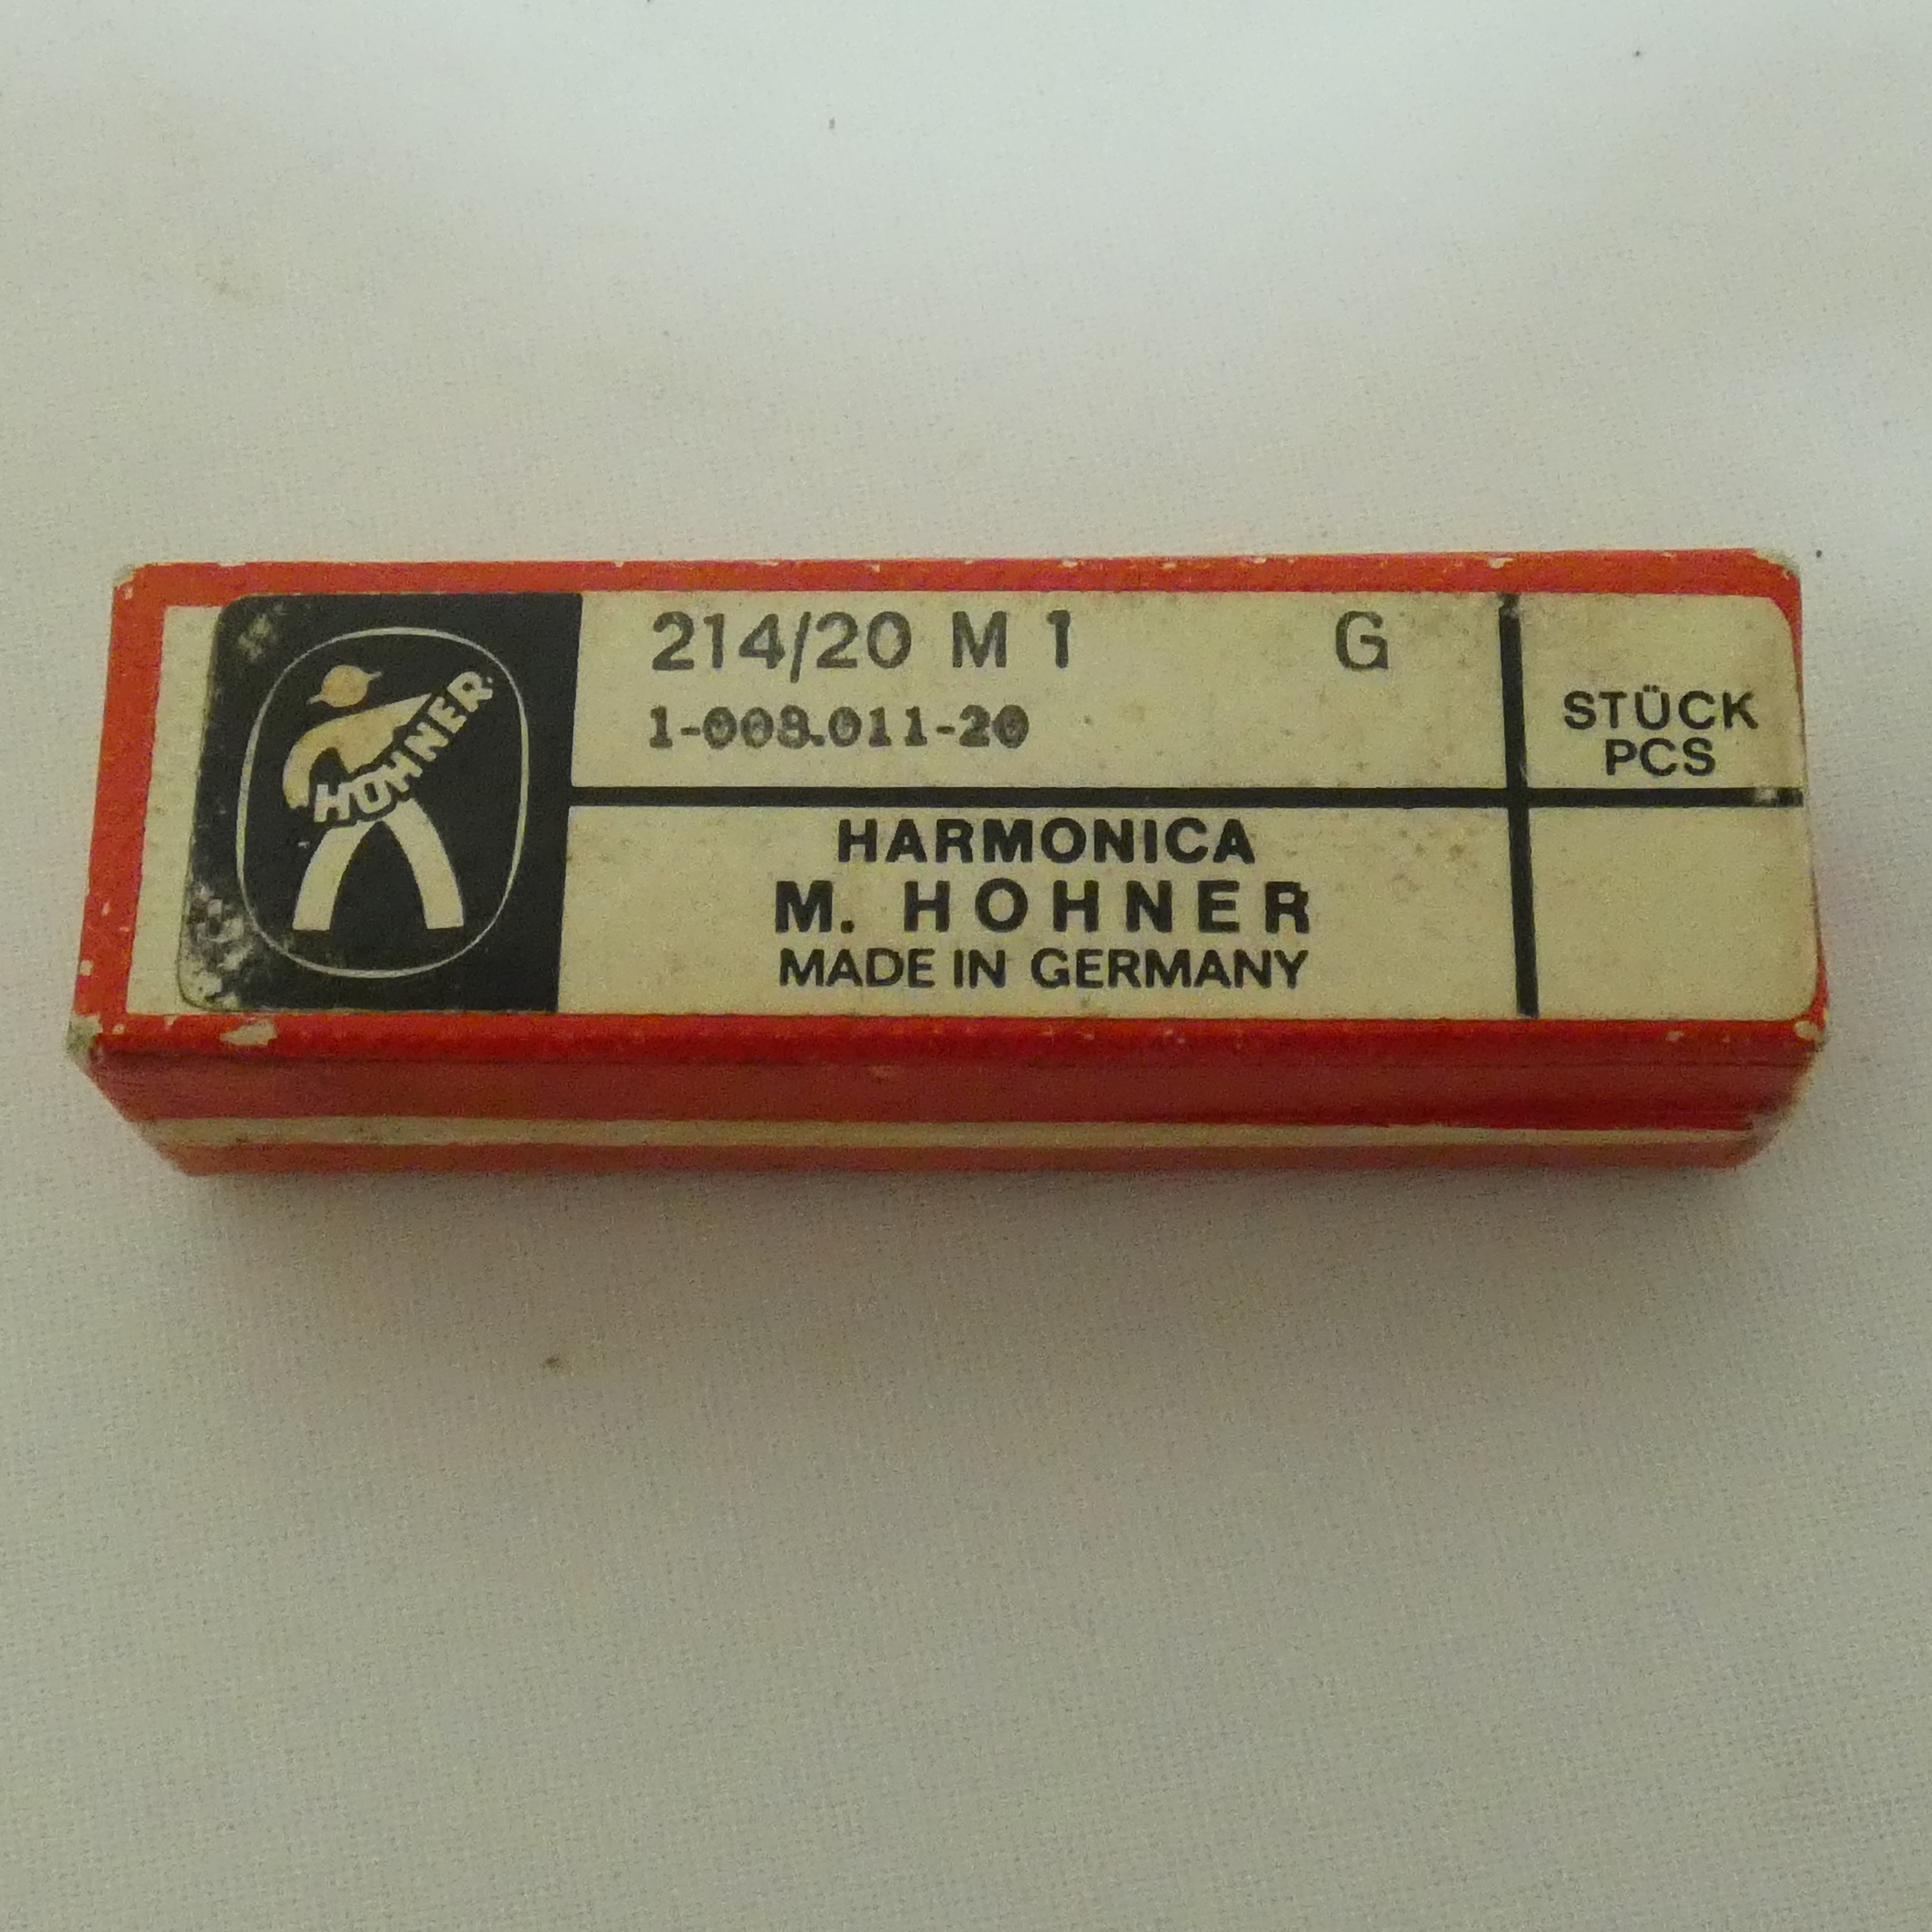 HOHNER
214/20 M 1 G
1-008.011-20
STÜCK
PCS
HARMONICA
M. HOHNER
MADE IN GERMANY